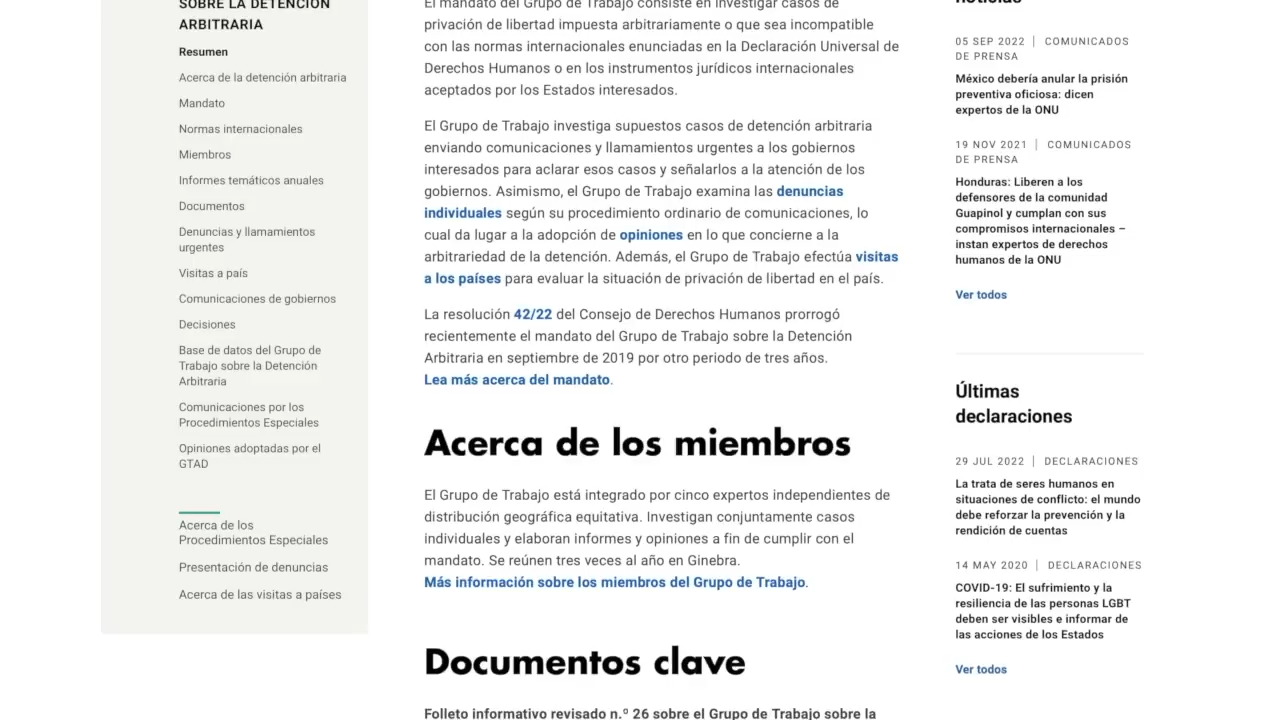 SOBRE LA DETENCIÓN
ARBITRARIA
Resumen
Acerca de la detención arbitraria
Mandato
Normas internacionales
Miembros
Informes temáticos anuales
Documentos
Denuncias y llamamientos
urgentes
Visitas a país
Comunicaciones de gobiernos
Decisiones
Base de datos del Grupo de
Trabajo sobre la Detención
Arbitraria
Comunicaciones por los
Procedimientos Especiales
Opiniones adoptadas por el
GTAD
Acerca de los
Procedimientos Especiales
Presentación de denuncias
Acerca de las visitas a países
El mandato del Grupo de Trabajo consiste en investigar casos de
privación de libertad impuesta arbitrariamente o que sea incompatible
con las normas internacionales enunciadas en la Declaración Universal de
Derechos Humanos o en los instrumentos jurídicos internacionales
aceptados por los Estados interesados.
El Grupo de Trabajo investiga supuestos casos de detención arbitraria
enviando comunicaciones y llamamientos urgentes a los gobiernos
interesados para aclarar esos casos y señalarlos a la atención de los
gobiernos. Asimismo, el Grupo de Trabajo examina las denuncias
individuales según su procedimiento ordinario de comunicaciones, lo
cual da lugar a la adopción de opiniones en lo que concierne a la
arbitrariedad de la detención. Además, el Grupo de Trabajo efectúa visitas
a los países para evaluar la situación de privación de libertad en el país.
La resolución 42/22 del Consejo de Derechos Humanos prorrogó
recientemente el mandato del Grupo de Trabajo sobre la Detención
Arbitraria en septiembre de 2019 por otro periodo de tres años.
Lea más acerca del mandato.
Acerca de los miembros
El Grupo de Trabajo está integrado por cinco expertos independientes de
distribución geográfica equitativa. Investigan conjuntamente casos
individuales y elaboran informes y opiniones a fin de cumplir con el
mandato. Se reúnen tres veces al año en Ginebra.
Más información sobre los miembros del Grupo de Trabajo.
Documentos clave
Folleto informativo revisado n.º 26 sobre el Grupo de Trabajo sobre la
noticias
05 SEP 2022 | COMUNICADOS
DE PRENSA
México debería anular la prisión
preventiva oficiosa: dicen
expertos de la ONU
19 NOV 2021 | COMUNICADOS
DE PRENSA
Honduras: Liberen a los
defensores de la comunidad
Guapinol y cumplan con sus
compromisos internacionales –
instan expertos de derechos
humanos de la ONU
Ver todos
Últimas
declaraciones
29 JUL 2022 | DECLARACIONES
La trata de seres humanos en
situaciones de conflicto: el mundo
debe reforzar la prevención y la
rendición de cuentas
14 MAY 2020 | DECLARACIONES
COVID-19: El sufrimiento y la
resiliencia de las personas LGBT
deben ser visibles e informar de
las acciones de los Estados
Ver todos